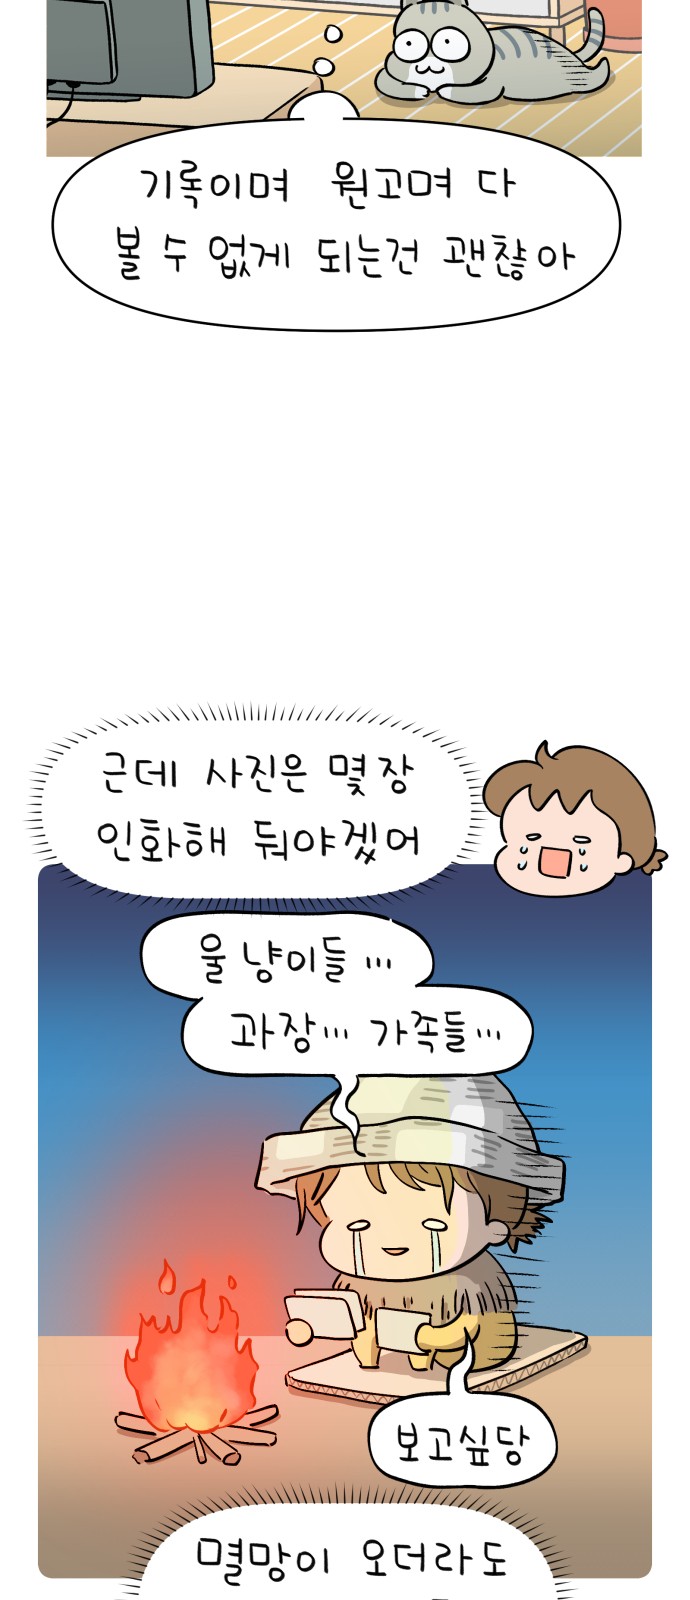 기록이며 원고며 다
볼 수 없게 되는건 괜찮아
근데 사진은 몇장
인화해 둬야겠어
울 냥이들...
과장... 가족들...
보고싶당
멸망이 오더라도